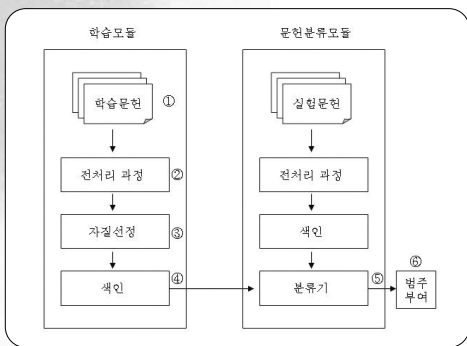 학습모듈
학습문헌 ①
전처리 과정 ②
자질선정 ③
색인 ④
문헌분류모듈
실험문헌
전처리 과정
색인
분류기 ⑤
⑥
범주
부여